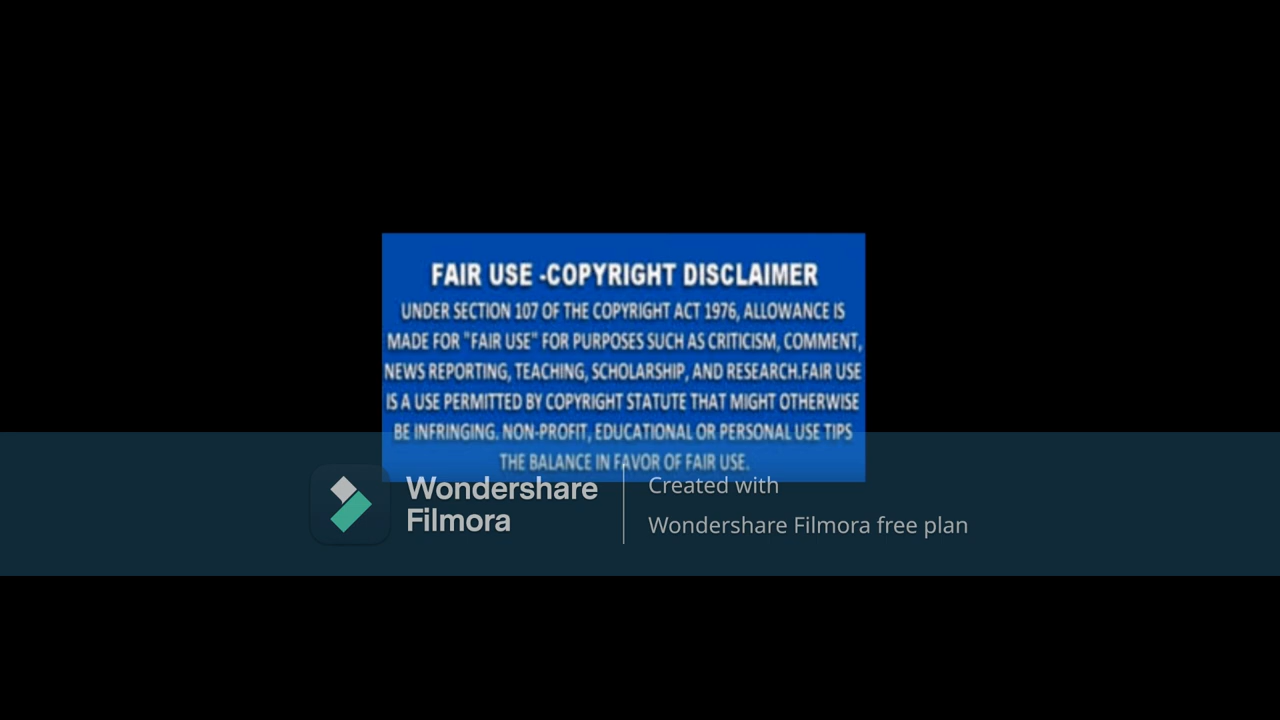 FAIR USE -COPYRIGHT DISCLAIMER
UNDER SECTION 107 OF THE COPYRIGHT ACT 1976, ALLOWANCE IS
MADE FOR "FAIR USE" FOR PURPOSES SUCH AS CRITICISM, COMMENT,
NEWS REPORTING, TEACHING, SCHOLARSHIP, AND RESEARCH.FAIR USE
IS A USE PERMITTED BY COPYRIGHT STATUTE THAT MIGHT OTHERWISE
BE INFRINGING. NON-PROFIT, EDUCATIONAL OR PERSONAL USE TIPS
THE BALANCE IN FAVOR OF FAIR USE.
Wondershare
Filmora
Created with
Wondershare Filmora free plan